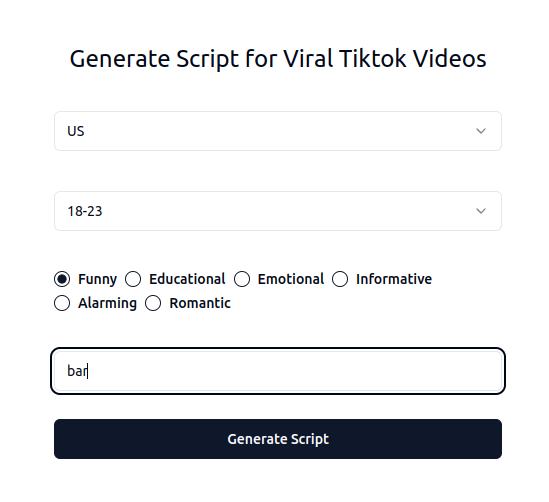 Generate Script for Viral Tiktok Videos
US
18-23
Funny Educational Emotional Informative
Alarming Romantic
bar
Generate Script